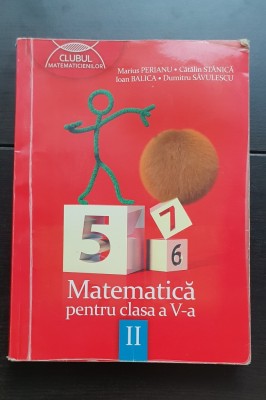 CLUBUL
MATEMATICIENILOR
Marius PERIANU • Cătălin STĂNICĂ
Ioan BALICA • Dumitru SĂVULESCU
5
7
6
Matematică
pentru clasa a V-a
II